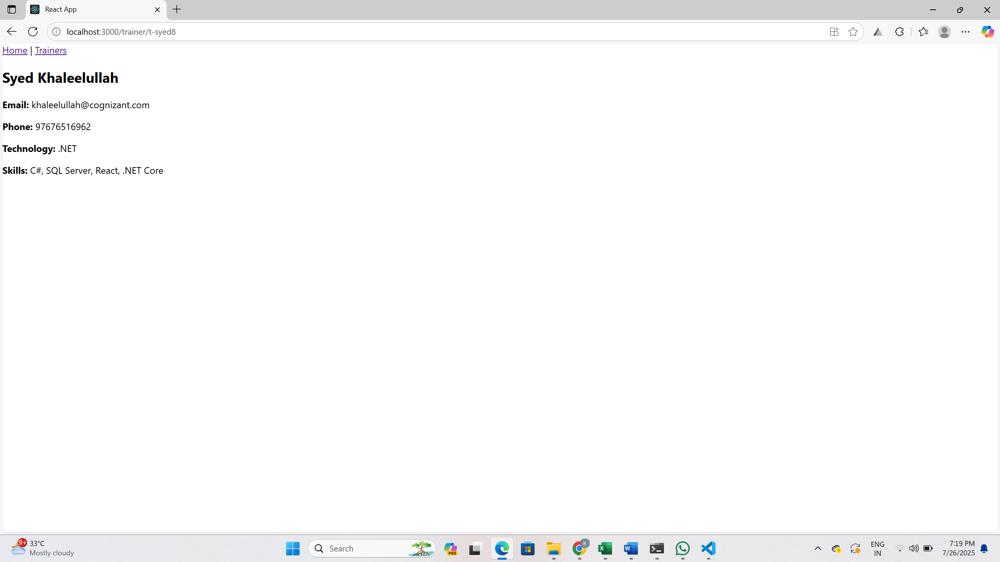 React App
localhost:3000/trainer/t-syed8
Home | Trainers
Syed Khaleelullah
Email: khaleelullah@cognizant.com
Phone: 97676516962
Technology: .NET
Skills: C#, SQL Server, React, .NET Core
9+
33°C
Mostly cloudy
Search
PRE
K
X
W
ENG
IN
7:19 PM
7/26/2025